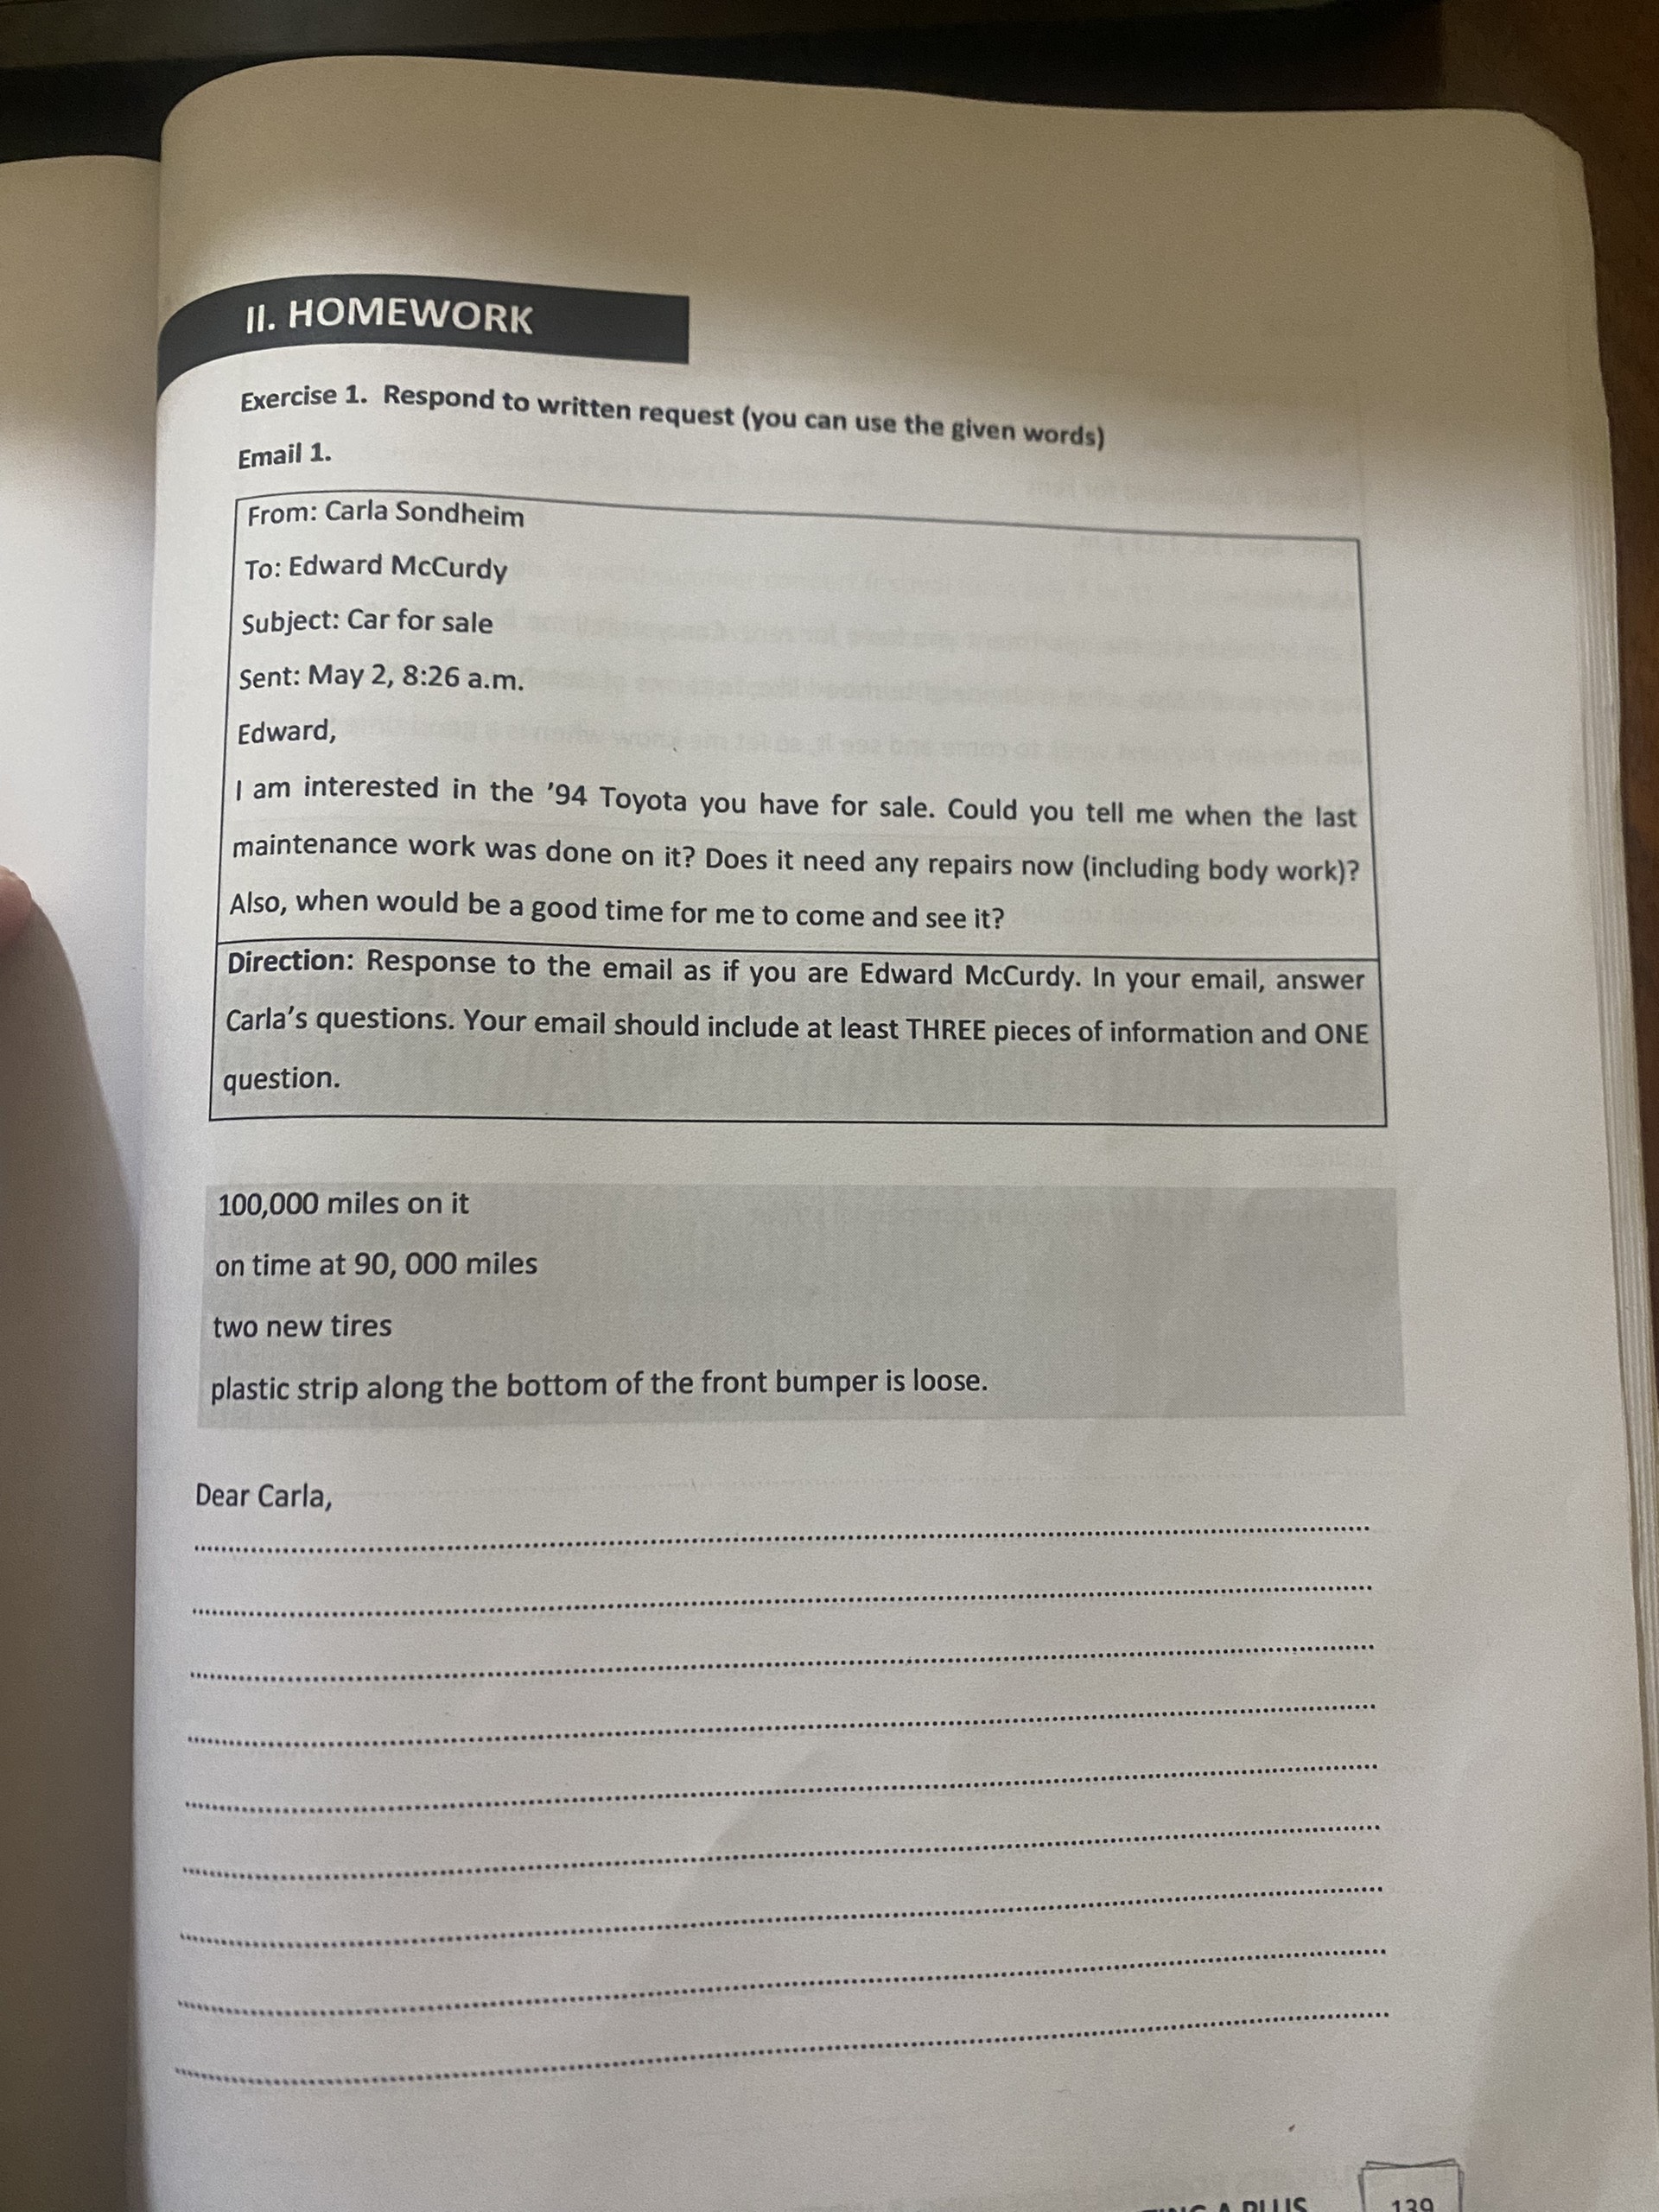 II. HOMEWORK
Exercise 1. Respond to written request (you can use the given words)
Email 1.
From: Carla Sondheim
To: Edward McCurdy
Subject: Car for sale
Sent: May 2, 8:26 a.m.
Edward,
I am interested in the ’94 Toyota you have for sale. Could you tell me when the last
maintenance work was done on it? Does it need any repairs now (including body work)?
Also, when would be a good time for me to come and see it?
Direction: Response to the email as if you are Edward McCurdy. In your email, answer
Carla’s questions. Your email should include at least THREE pieces of information and ONE
question.
100,000 miles on it
on time at 90, 000 miles
two new tires
plastic strip along the bottom of the front bumper is loose.
Dear Carla,
A PLUS
139